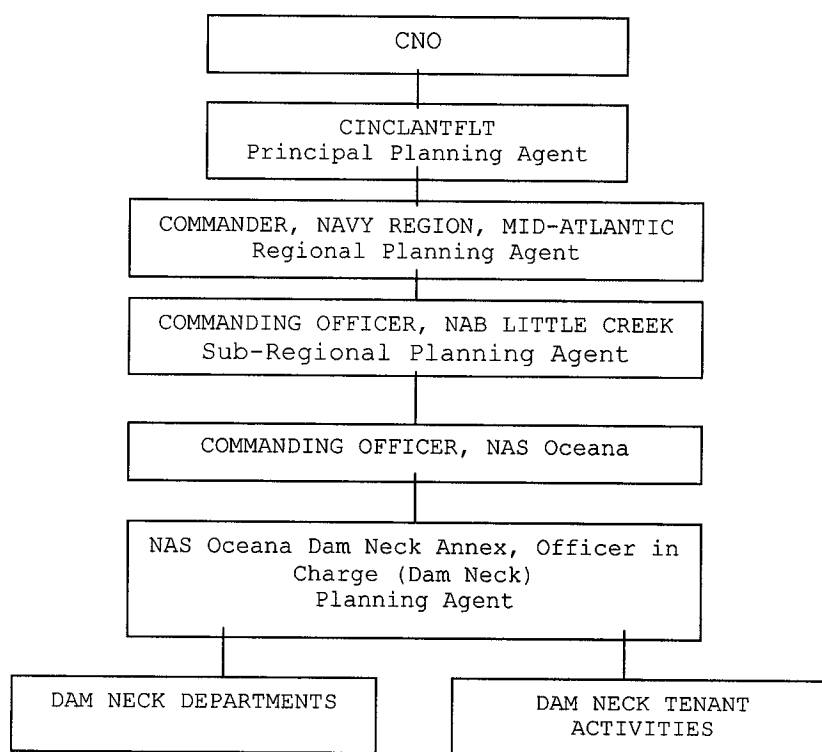 CNO
CINCLANTFLT
Principal Planning Agent
COMMANDER, NAVY REGION, MID-ATLANTIC
Regional Planning Agent
COMMANDING OFFICER, NAB LITTLE CREEK
Sub-Regional Planning Agent
COMMANDING OFFICER, NAS Oceana
NAS Oceana Dam Neck Annex, Officer in
Charge (Dam Neck)
Planning Agent
DAM NECK DEPARTMENTS
DAM NECK TENANT
ACTIVITIES